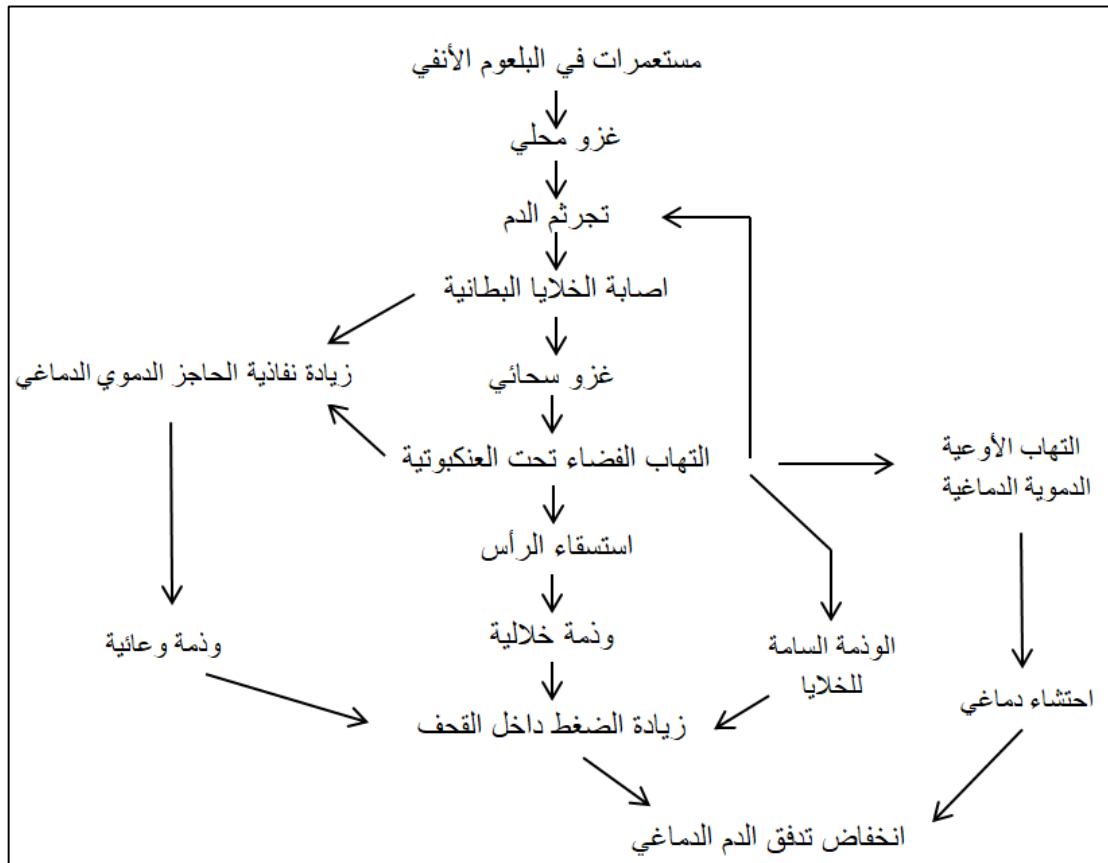 مستعمرات في البلعوم الأنفي
غزو محلي
تجرثم الدم
اصابة الخلايا البطانية
زيادة نفاذية الحاجز الدموي الدماغي
غزو سحائي
التهاب الفضاء تحت العنكبوتية
التهاب الأوعية
الدموية الدماغية
استسقاء الرأس
وذمة وعائية
وذمة خلالية
الوذمة السامة
للخلايا
احتشاء دماغي
زيادة الضغط داخل القحف
انخفاض تدفق الدم الدماغي